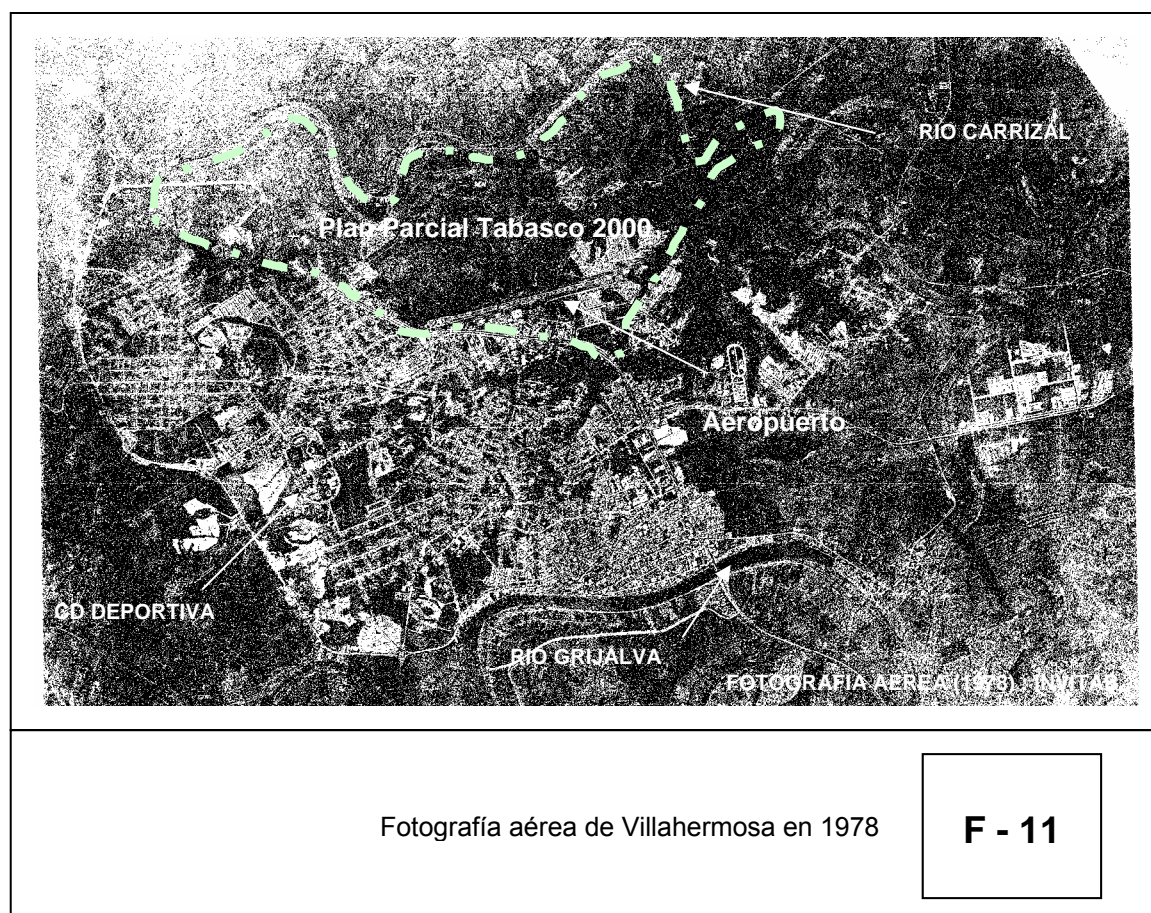 RIO CARRIZAL
Plan Parcial Tabasco 2000
Aeropuerto
CD DEPORTIVA
RIO GRIJALVA
FOTOGRAFIA AEREA (1978) INVITAB
Fotografía aérea de Villahermosa en 1978
F - 11